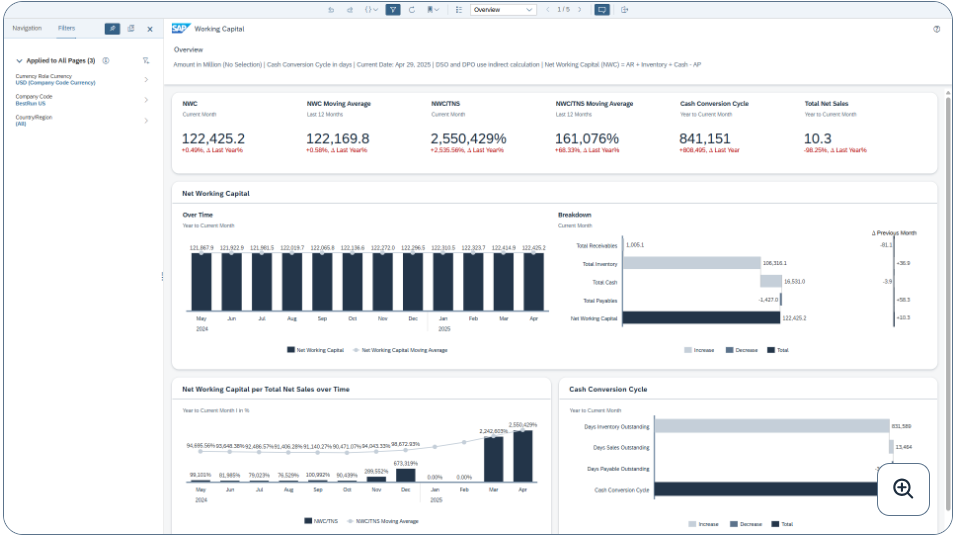 Overview
1 / 5
Navigation
Filters
SAP
Working Capital
Overview
Amount in Million (No Selection) | Cash Conversion Cycle in days | Current Date: Apr 29, 2025 | DSO and DPO use indirect calculation | Net Working Capital (NWC) = AR + Inventory + Cash - AP
Applied to All Pages (3)
Currency Role Currency
USD (Company Code Currency)
Company Code
BestRun US
Country/Region
(All)
NWC
Current Month
122,425.2
+0.49%, Δ Last Year%
NWC Moving Average
Last 12 Months
122,169.8
+0.58%, Δ Last Year%
NWC/TNS
Current Month
2,550,429%
+2,535.56%, Δ Last Year%
NWC/TNS Moving Average
Last 12 Months
161,076%
+68.33%, Δ Last Year%
Cash Conversion Cycle
Year to Current Month
841,151
+808,495, Δ Last Year
Total Net Sales
Year to Current Month
10.3
-98.25%, Δ Last Year%
Net Working Capital
Over Time
Year to Current Month
121,867.9 121,922.9 121,981.5 122,019.7 122,065.8 122,136.6 122,272.0 122,296.5 122,310.5 122,323.7 122,414.9 122,425.2
May Jun Jul Aug Sep Oct Nov Dec Jan Feb Mar Apr
2024 2025
Net Working Capital Net Working Capital Moving Average
Breakdown
Current Month
Δ Previous Month
Total Receivables 1,005.1 -81.1
Total Inventory 106,316.1 +36.9
Total Cash 16,531.0 -3.9
Total Payables -1,427.0 +58.3
Net Working Capital 122,425.2 +10.3
Increase Decrease Total
Net Working Capital per Total Net Sales over Time
Year to Current Month I in %
94,695.56% 93,648.38% 92,486.57% 91,406.28% 91,140.27% 90,471.07% 94,043.33% 98,672.93%
2,242,603% 2,550,429%
99,101% 81,985% 79,023% 76,529% 100,992% 90,439% 289,552% 673,319% 0.00% 0.00%
May Jun Jul Aug Sep Oct Nov Dec Jan Feb Mar Apr
2024 2025
NWC/TNS NWC/TNS Moving Average
Cash Conversion Cycle
Year to Current Month
Days Inventory Outstanding 831,589
Days Sales Outstanding 13,464
Days Payable Outstanding
Cash Conversion Cycle
Increase Decrease Total